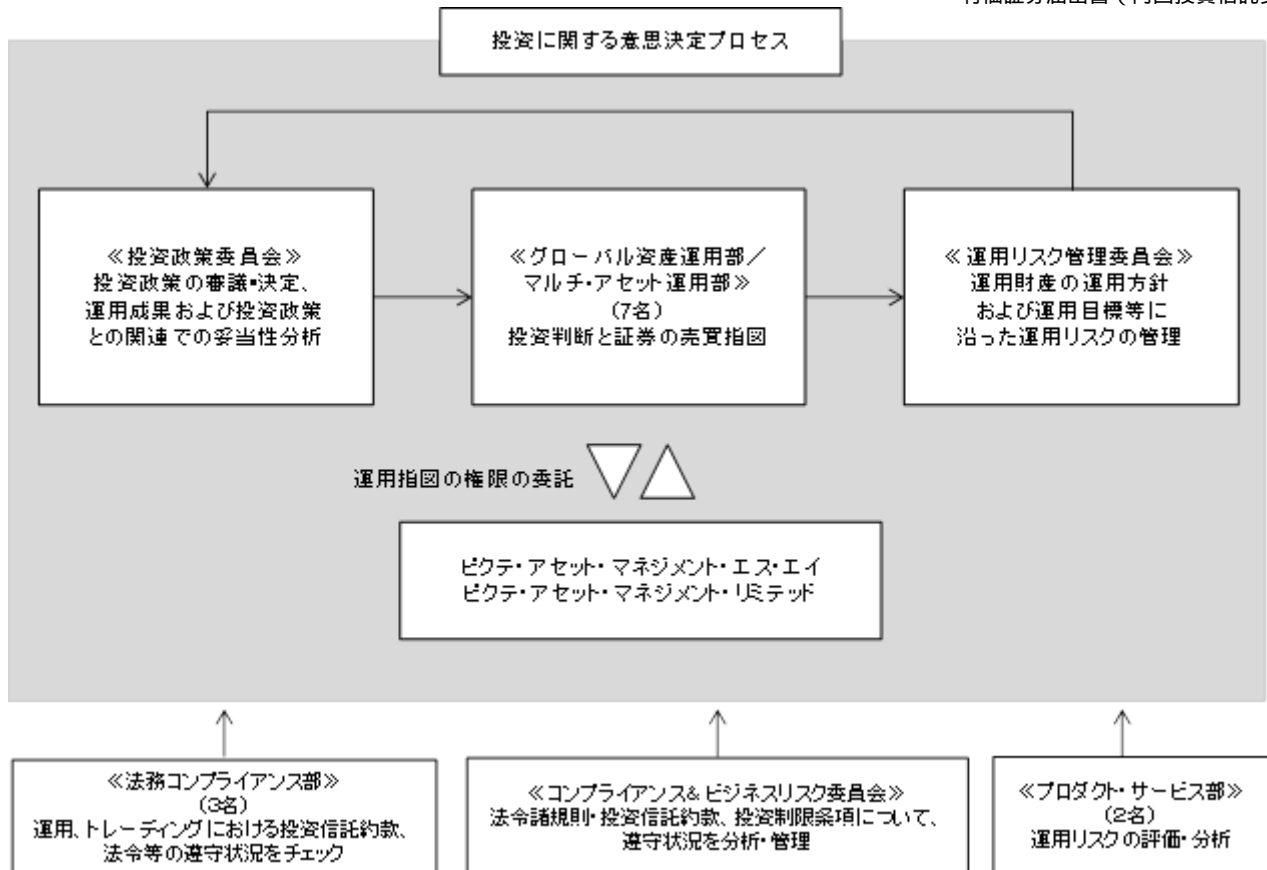 投資に関する意思決定プロセス
≪投資政策委員会≫
投資政策の審議・決定、
運用成果および投資政策
との関連での妥当性分析
≪グローバル資産運用部／
マルチ・アセット運用部≫
(7名)
投資判断と証券の売買指図
≪運用リスク管理委員会≫
運用財産の運用方針
および運用目標等に
沿った運用リスクの管理
運用指図の権限の委託
ピクテ・アセット・マネジメント・エス・エイ
ピクテ・アセット・マネジメント・リミテッド
≪法務コンプライアンス部≫
(3名)
運用、トレーディングにおける投資信託約款、
法令等の遵守状況をチェック
≪コンプライアンス&ビジネスリスク委員会≫
法令諸規則・投資信託約款、投資制限条項について、
遵守状況を分析・管理
≪プロダクト・サービス部≫
(2名)
運用リスクの評価・分析